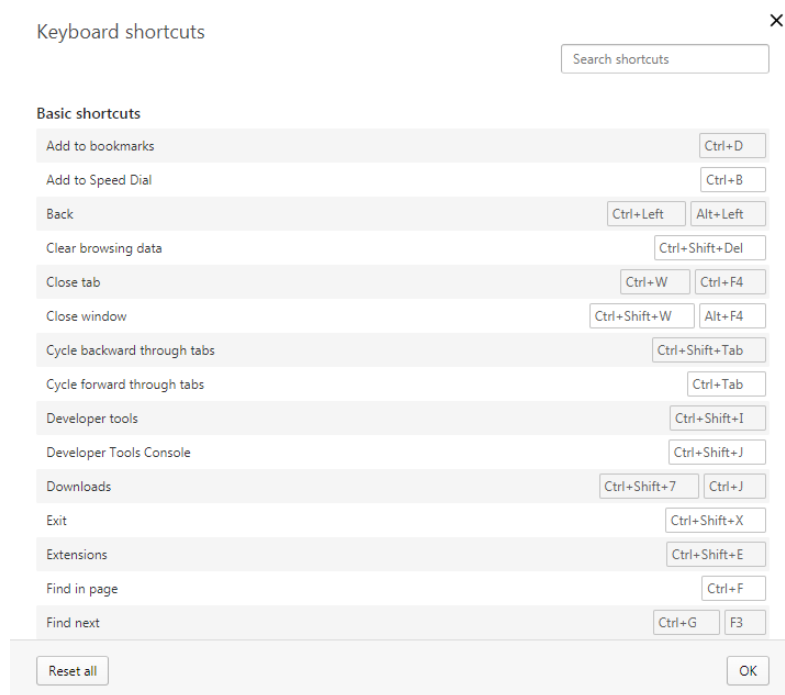 Keyboard shortcuts
Search shortcuts
Basic shortcuts
Add to bookmarks Ctrl+D
Add to Speed Dial Ctrl+B
Back Ctrl+Left Alt+Left
Clear browsing data Ctrl+Shift+Del
Close tab Ctrl+W Ctrl+F4
Close window Ctrl+Shift+W Alt+F4
Cycle backward through tabs Ctrl+Shift+Tab
Cycle forward through tabs Ctrl+Tab
Developer tools Ctrl+Shift+I
Developer Tools Console Ctrl+Shift+J
Downloads Ctrl+Shift+7 Ctrl+J
Exit Ctrl+Shift+X
Extensions Ctrl+Shift+E
Find in page Ctrl+F
Find next Ctrl+G F3
Reset all OK